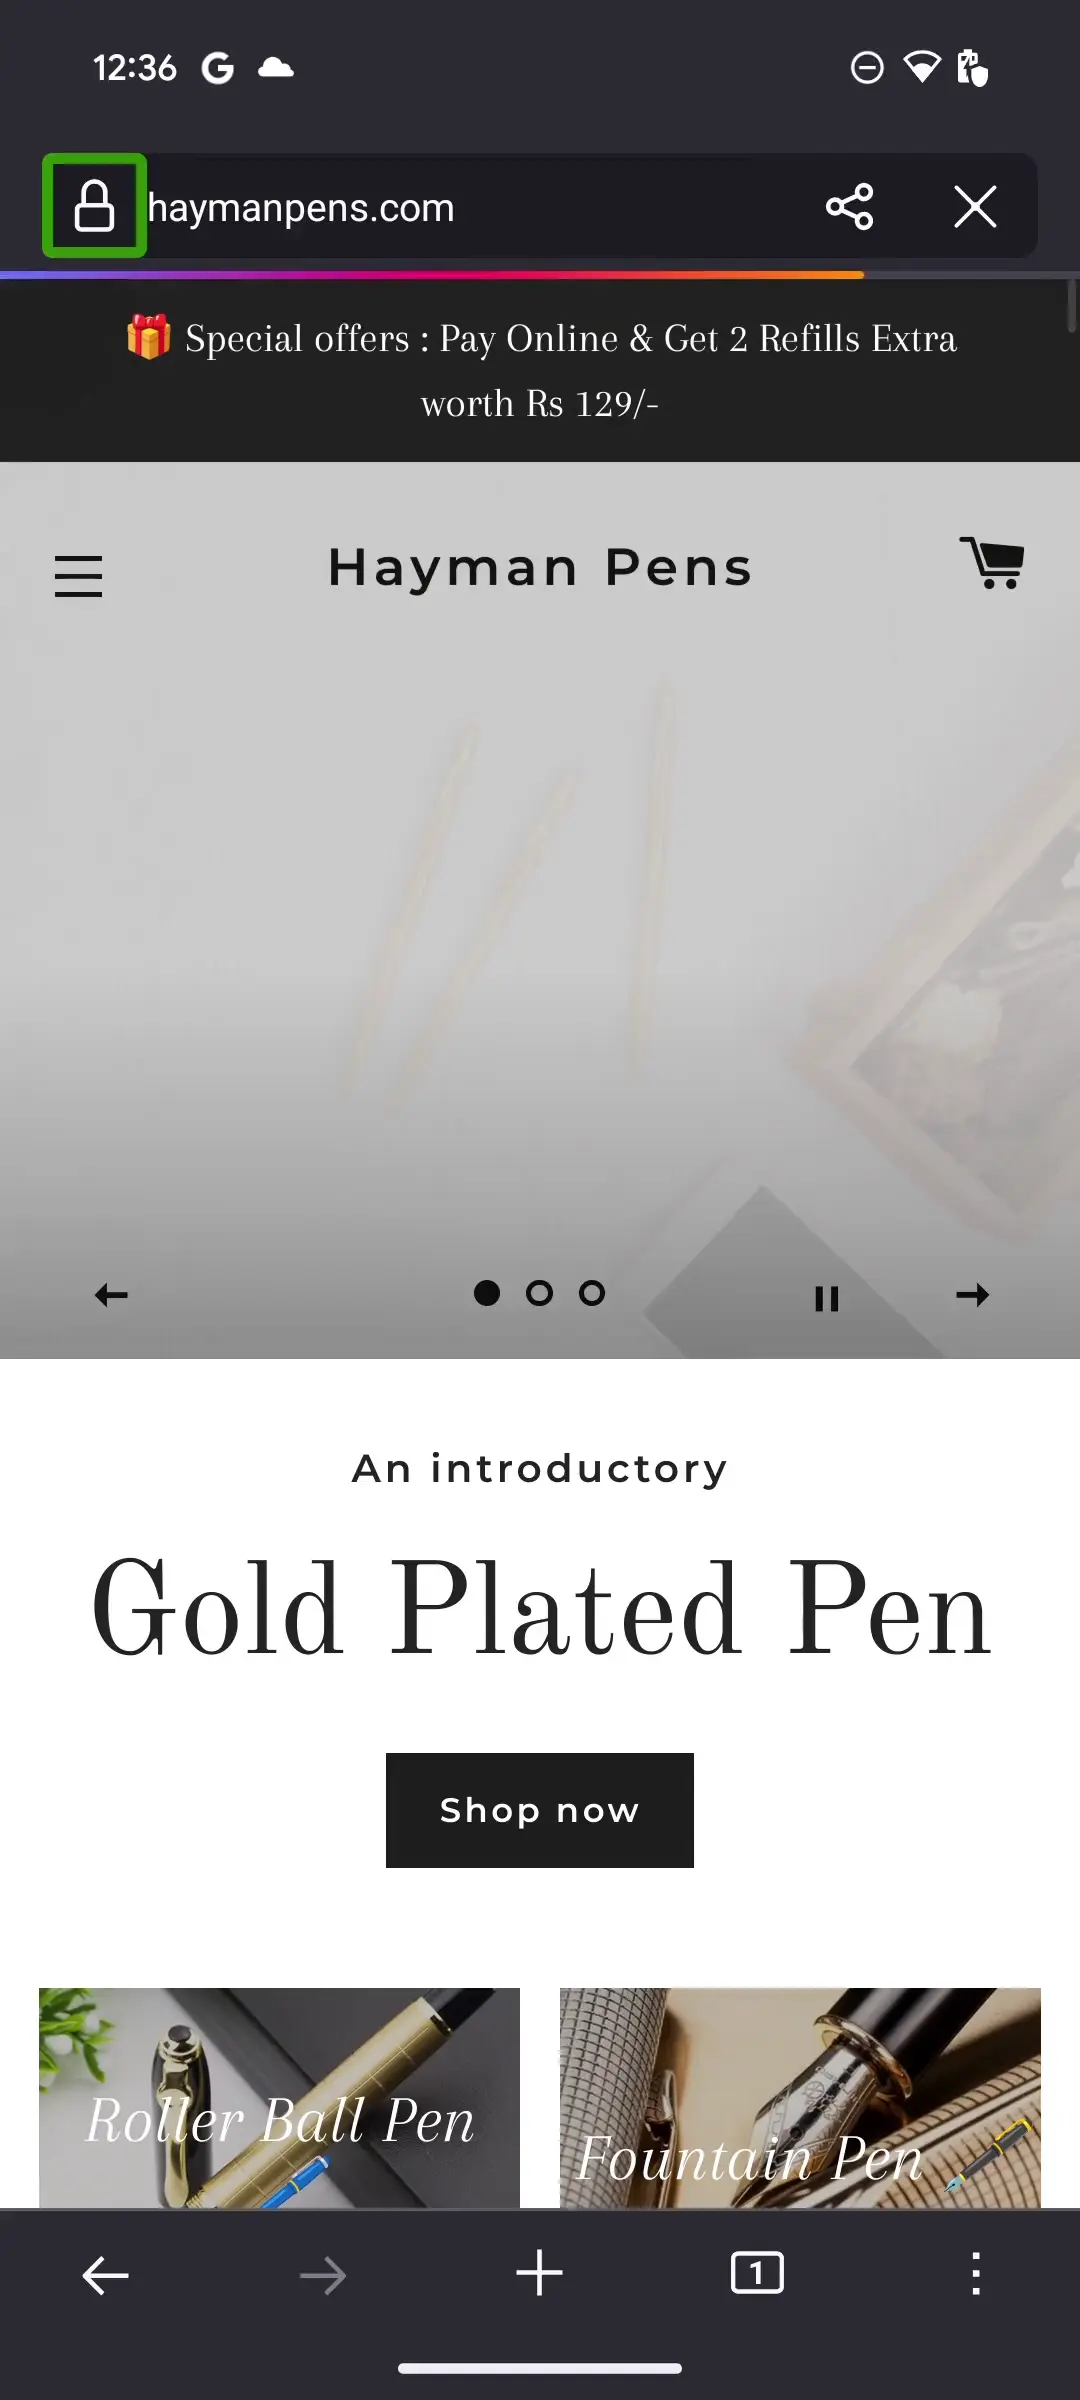 12:36
haymanpens.com
🎁 Special offers : Pay Online & Get 2 Refills Extra
worth Rs 129/-
Hayman Pens
An introductory
Gold Plated Pen
Shop now
Roller Ball Pen
Fountain Pen
1